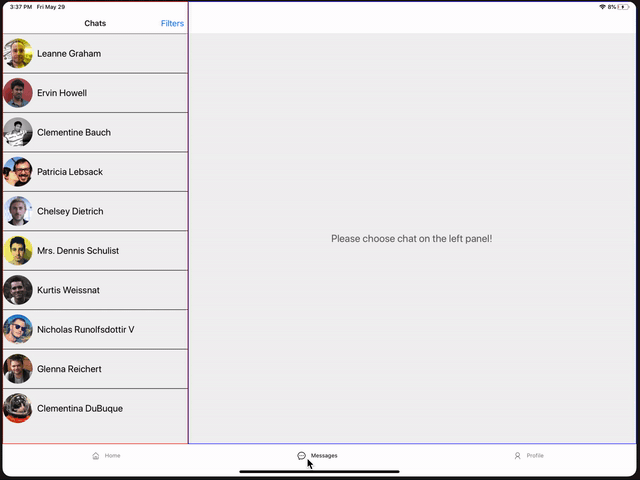 3:37 PM Fri May 29
8%
Chats
Filters
Leanne Graham
Ervin Howell
Clementine Bauch
Patricia Lebsack
Chelsey Dietrich
Mrs. Dennis Schulist
Kurtis Weissnat
Nicholas Runolfsdottir V
Glenna Reichert
Clementina DuBuque
Please choose chat on the left panel!
Home
Messages
Profile